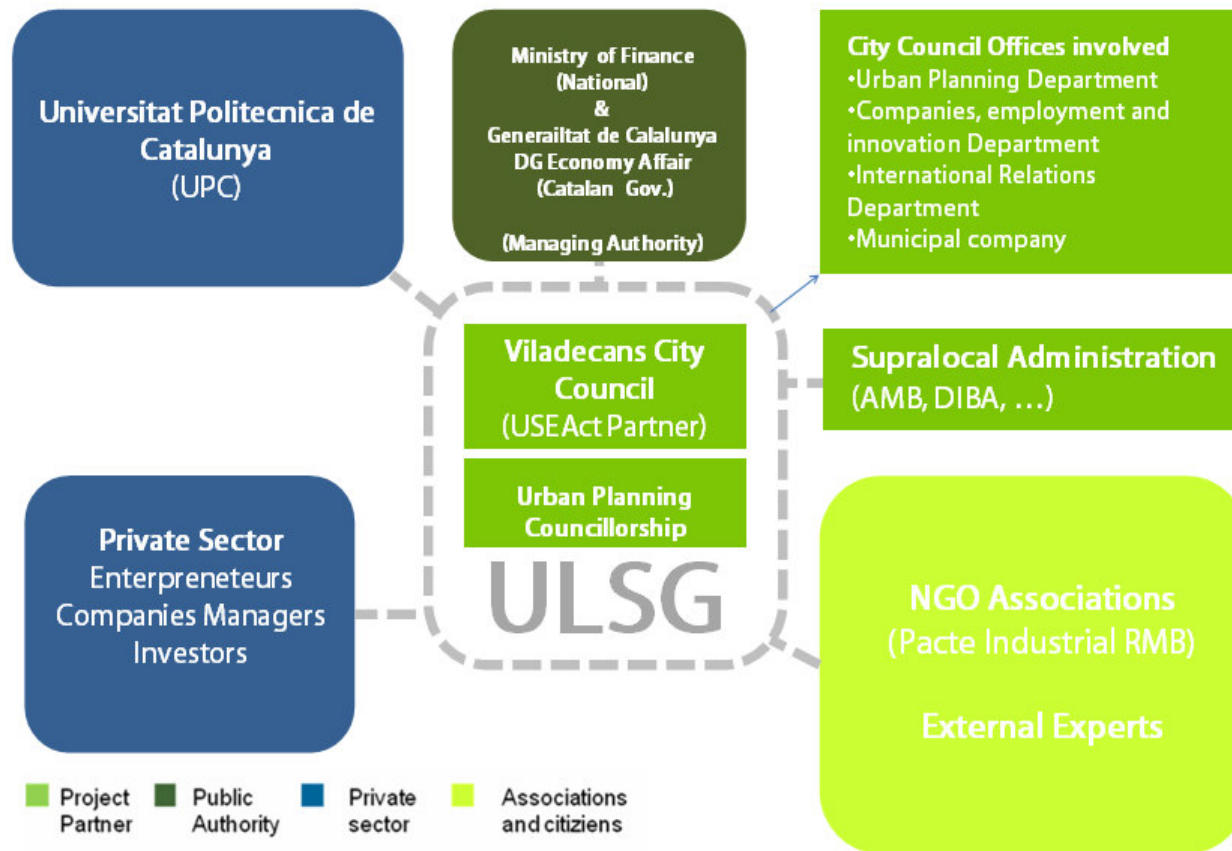 Universitat Politecnica de
Catalunya
(UPC)
Ministry of Finance
(National)
&
Generailtat de Calalunya
DG Economy Affair
(Catalan Gov.)
(Managing Authority)
City Council Offices involved
•Urban Planning Department
•Companies, employment and
innovation Department
•International Relations
Department
•Municipal company
Viladecans City
Council
(USEAct Partner)
Urban Planning
Councillorship
ULSG
Supralocal Administration
(AMB, DIBA, ...)
Private Sector
Enterpreneteurs
Companies Managers
Investors
NGO Associations
(Pacte Industrial RMB)
External Experts
Project
Partner
Public
Authority
Private
sector
Associations
and citiziens